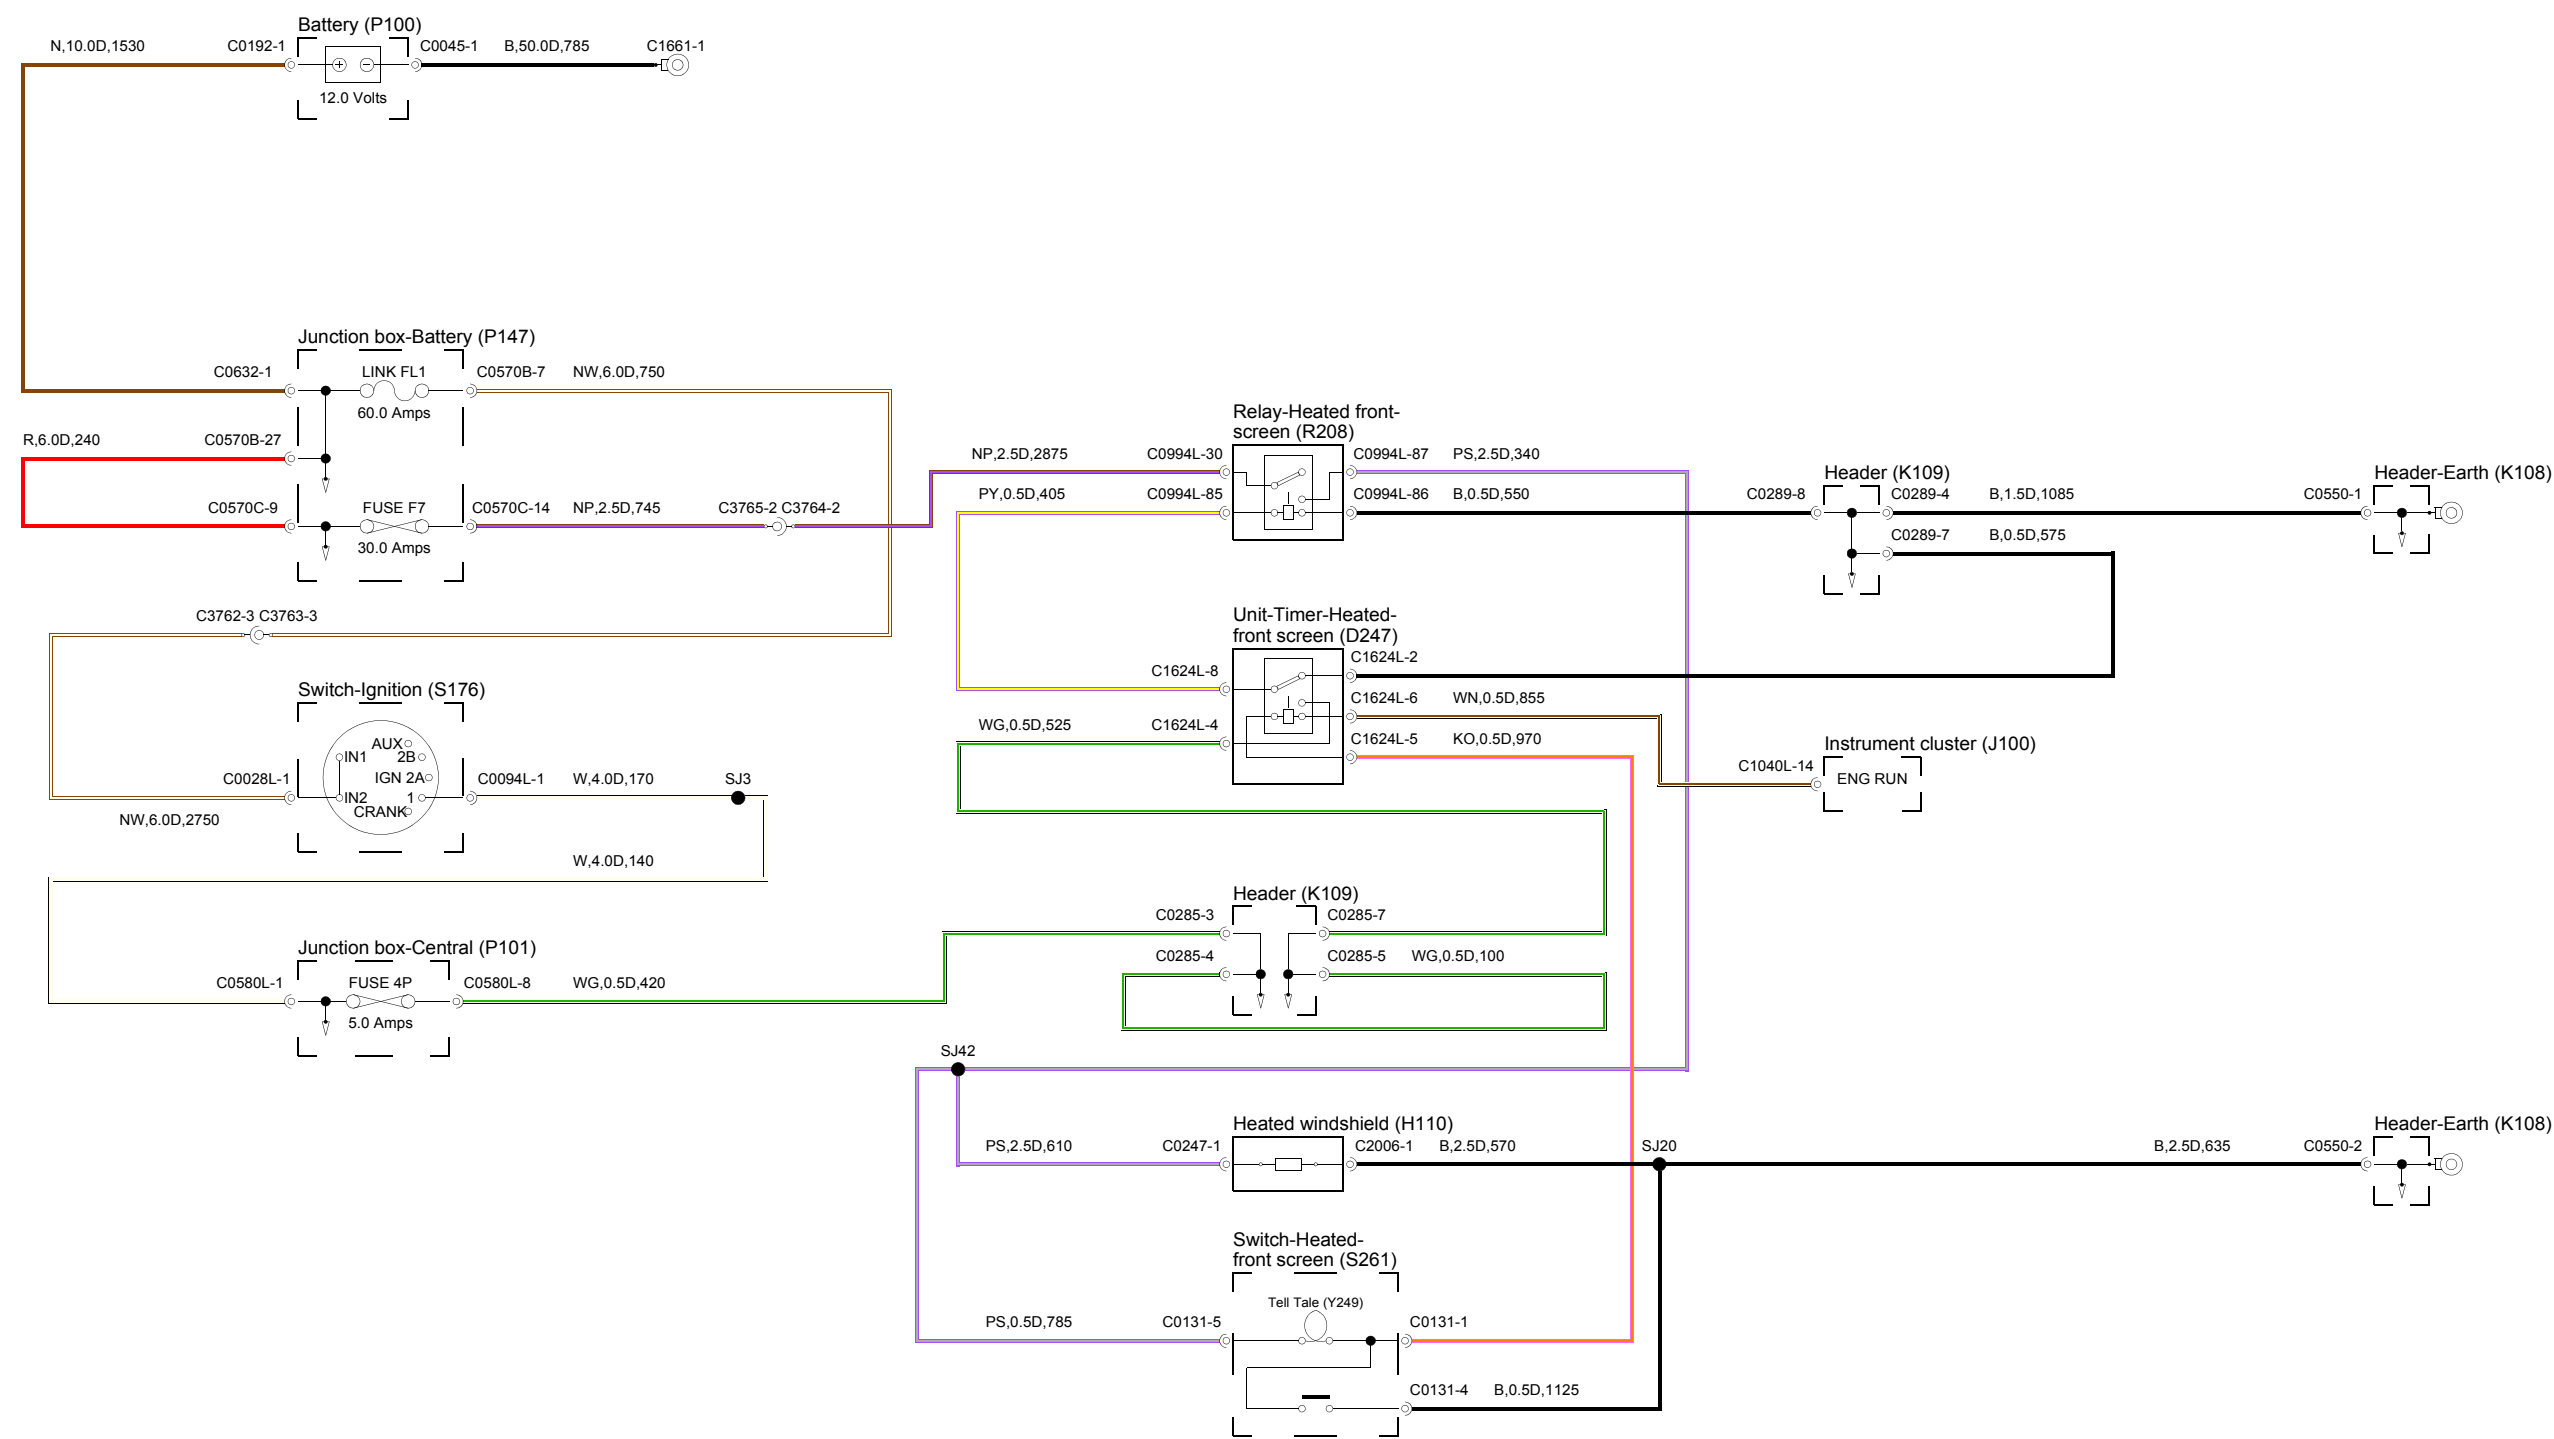 Battery (P100)
N,10.0D,1530
C0192-1
C0045-1
B,50.0D,785
C1661-1
12.0 Volts
Junction box-Battery (P147)
C0632-1
LINK FL1
C0570B-7
NW,6.0D,750
60.0 Amps
R,6.0D,240
C0570B-27
C0570C-9
FUSE F7
C0570C-14
NP,2.5D,745
C3765-2 C3764-2
30.0 Amps
C3762-3 C3763-3
Switch-Ignition (S176)
AUX
IN1
2B
IGN 2A
C0028L-1
IN2
1
CRANK
C0094L-1
W,4.0D,170
SJ3
NW,6.0D,2750
W,4.0D,140
Junction box-Central (P101)
C0580L-1
FUSE 4P
C0580L-8
WG,0.5D,420
5.0 Amps
Relay-Heated front-
screen (R208)
NP,2.5D,2875
C0994L-30
C0994L-87
PS,2.5D,340
PY,0.5D,405
C0994L-85
C0994L-86
B,0.5D,550
Header (K109)
C0289-8
C0289-4
B,1.5D,1085
C0289-7
B,0.5D,575
Header-Earth (K108)
C0550-1
Unit-Timer-Heated-
front screen (D247)
C1624L-8
C1624L-2
C1624L-6
WN,0.5D,855
WG,0.5D,525
C1624L-4
C1624L-5
KO,0.5D,970
Instrument cluster (J100)
C1040L-14
ENG RUN
Header (K109)
C0285-3
C0285-7
C0285-4
C0285-5
WG,0.5D,100
SJ42
Heated windshield (H110)
PS,2.5D,610
C0247-1
C2006-1
B,2.5D,570
SJ20
B,2.5D,635
C0550-2
Header-Earth (K108)
Switch-Heated-
front screen (S261)
Tell Tale (Y249)
PS,0.5D,785
C0131-5
C0131-1
C0131-4
B,0.5D,1125